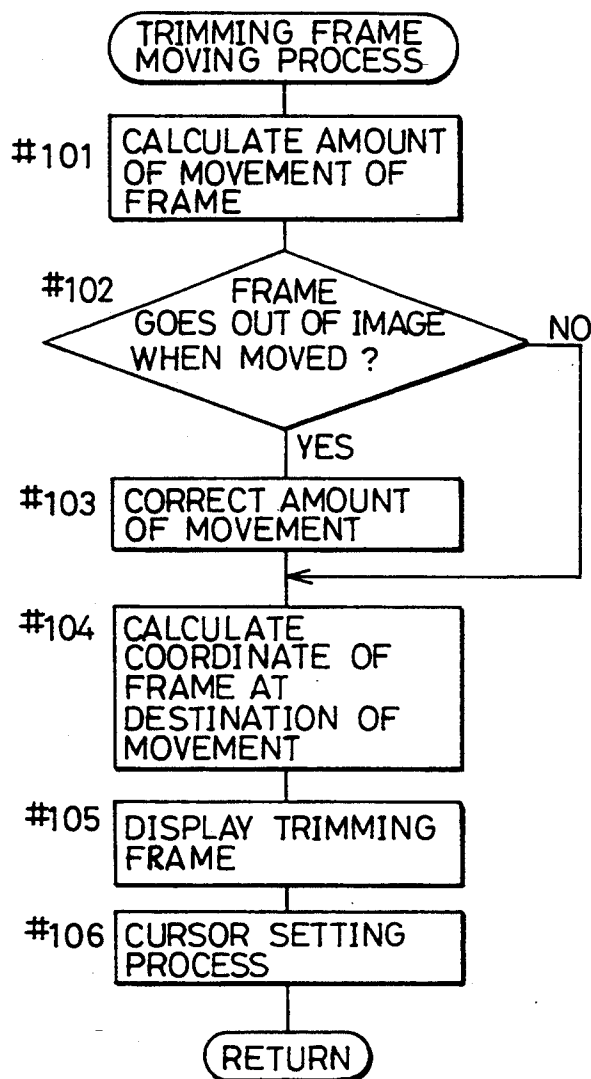 TRIMMING FRAME
MOVING PROCESS
#101
CALCULATE AMOUNT
OF MOVEMENT OF
FRAME
#102
FRAME
GOES OUT OF IMAGE
WHEN MOVED ?
NO
YES
#103
CORRECT AMOUNT
OF MOVEMENT
#104
CALCULATE
COORDINATE OF
FRAME AT
DESTINATION OF
MOVEMENT
#105
DISPLAY TRIMMING
FRAME
#106
CURSOR SETTING
PROCESS
RETURN